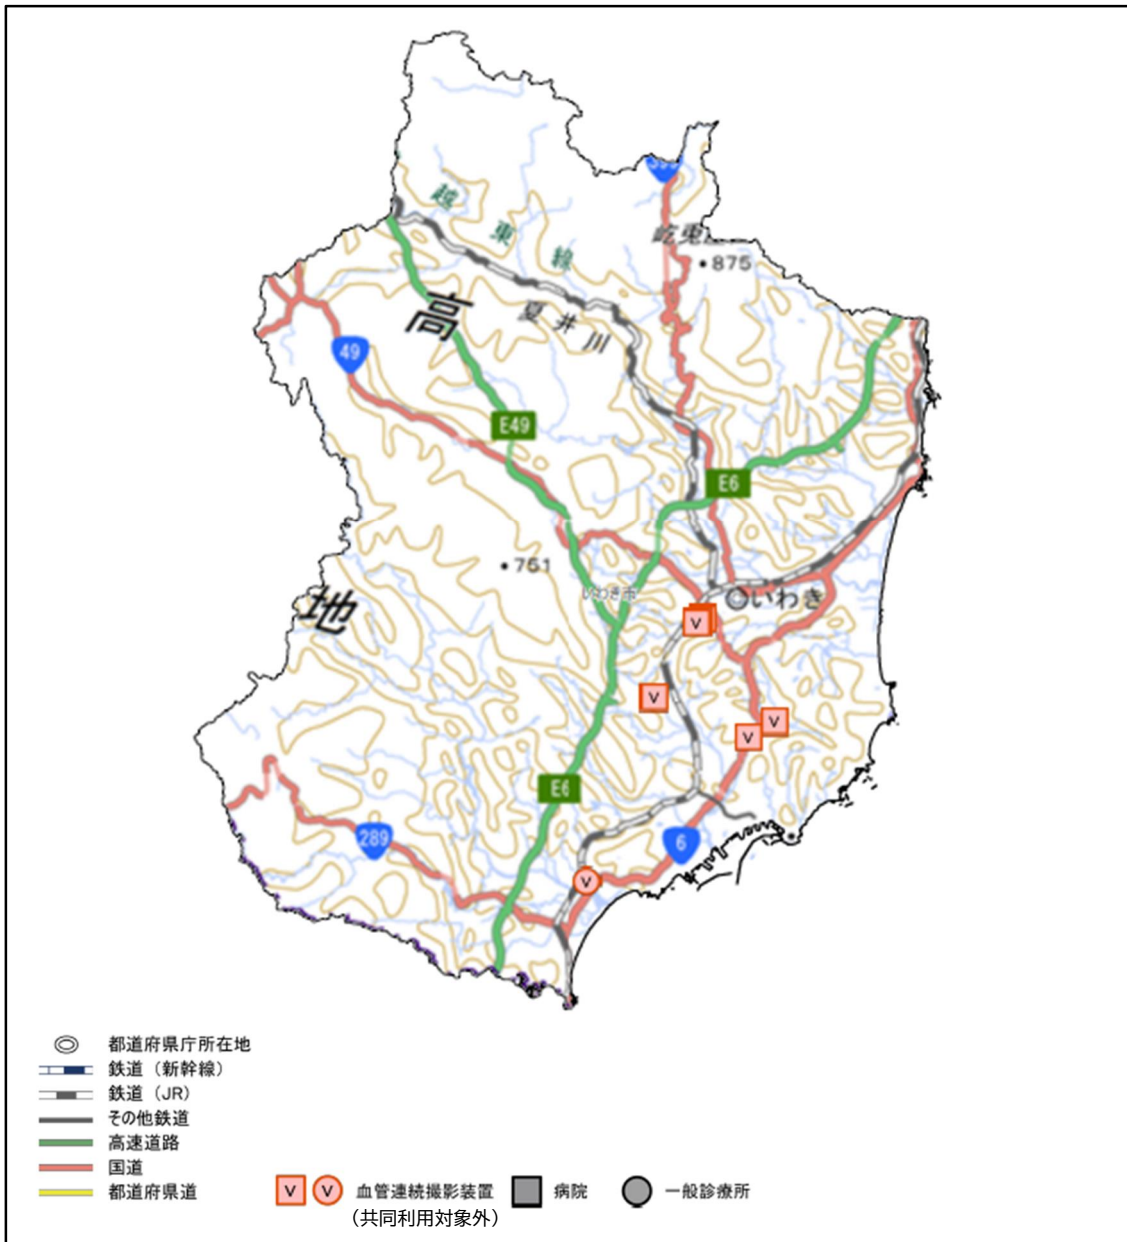 越東線
875
夏井川
高
49
E49
E6
751
いわき市
いわき
地
V
V
V
V
E6
289
6
V
都道府県庁所在地
鉄道（新幹線）
鉄道（JR）
その他鉄道
高速道路
国道
都道府県道
V V 血管連続撮影装置 病院 一般診療所
（共同利用対象外）